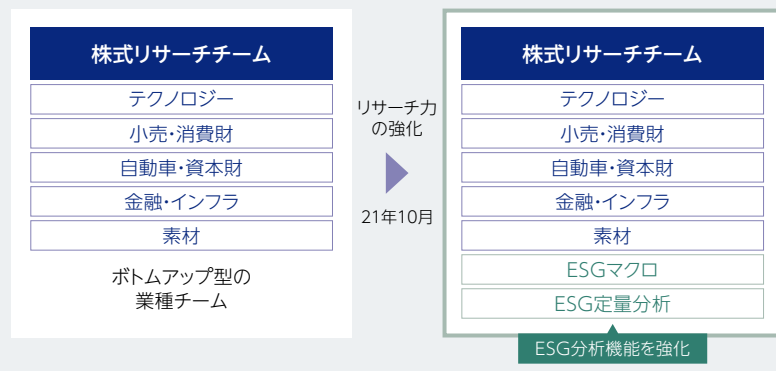 株式リサーチチーム
テクノロジー
小売・消費財
自動車・資本財
金融・インフラ
素材
ボトムアップ型の
業種チーム
リサーチ力
の強化
21年10月
株式リサーチチーム
テクノロジー
小売・消費財
自動車・資本財
金融・インフラ
素材
ESGマクロ
ESG定量分析
ESG分析機能を強化